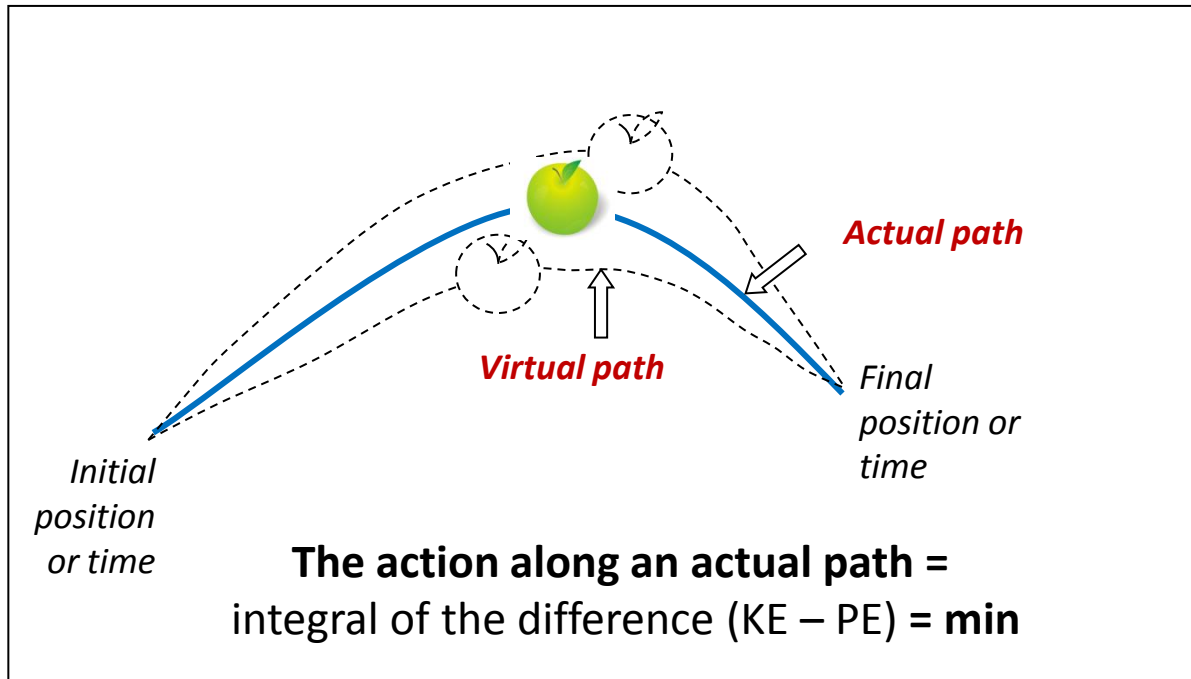 Actual path
Virtual path
Final
position or
time
Initial
position
or time
The action along an actual path =
integral of the difference (KE – PE) = min